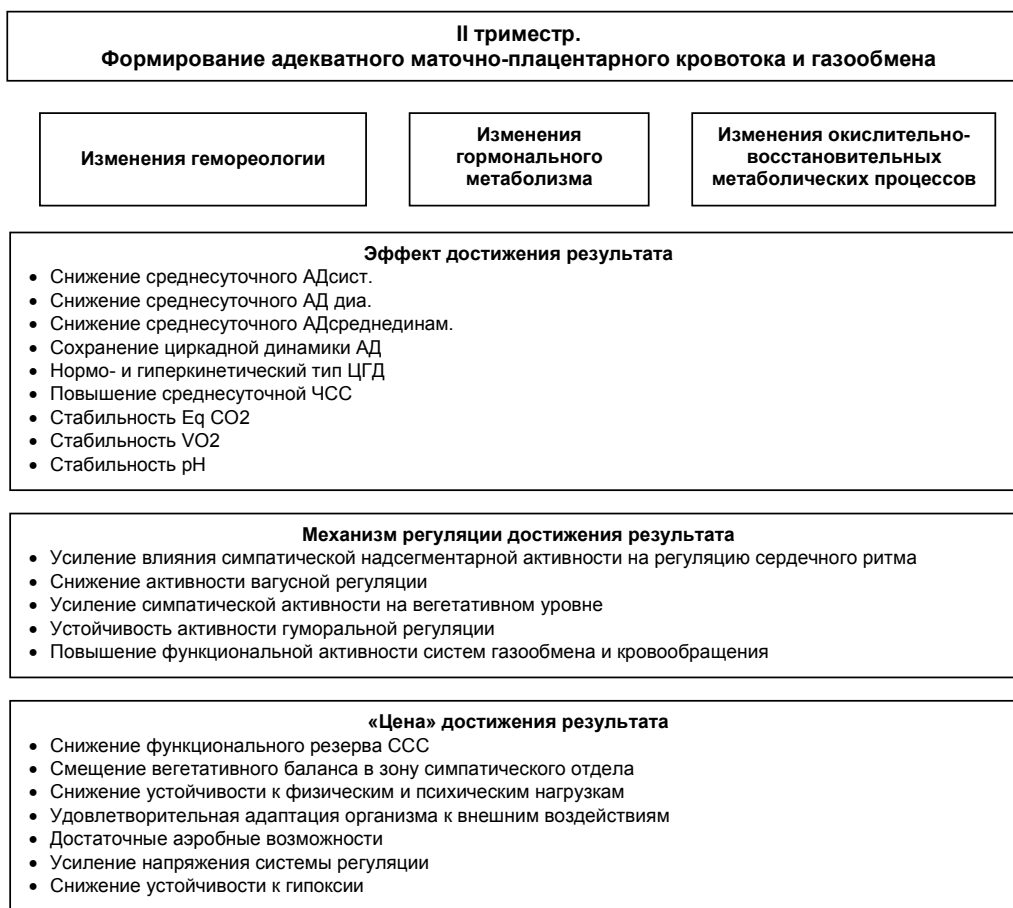 II триместр.
Формирование адекватного маточно-плацентарного кровотока и газообмена
Изменения гемореологии
Изменения
гормонального
метаболизма
Изменения окислительно-
восстановительных
метаболических процессов
Эффект достижения результата
• Снижение среднесуточного АДсист.
• Снижение среднесуточного АД диа.
• Снижение среднесуточного АДсреднединам.
• Сохранение циркадной динамики АД
• Нормо- и гиперкинетический тип ЦГД
• Повышение среднесуточной ЧСС
• Стабильность Eq CO2
• Стабильность VO2
• Стабильность pH
Механизм регуляции достижения результата
• Усиление влияния симпатической надсегментарной активности на регуляцию сердечного ритма
• Снижение активности вагусной регуляции
• Усиление симпатической активности на вегетативном уровне
• Устойчивость активности гуморальной регуляции
• Повышение функциональной активности систем газообмена и кровообращения
«Цена» достижения результата
• Снижение функционального резерва ССС
• Смещение вегетативного баланса в зону симпатического отдела
• Снижение устойчивости к физическим и психическим нагрузкам
• Удовлетворительная адаптация организма к внешним воздействиям
• Достаточные аэробные возможности
• Усиление напряжения системы регуляции
• Снижение устойчивости к гипоксии